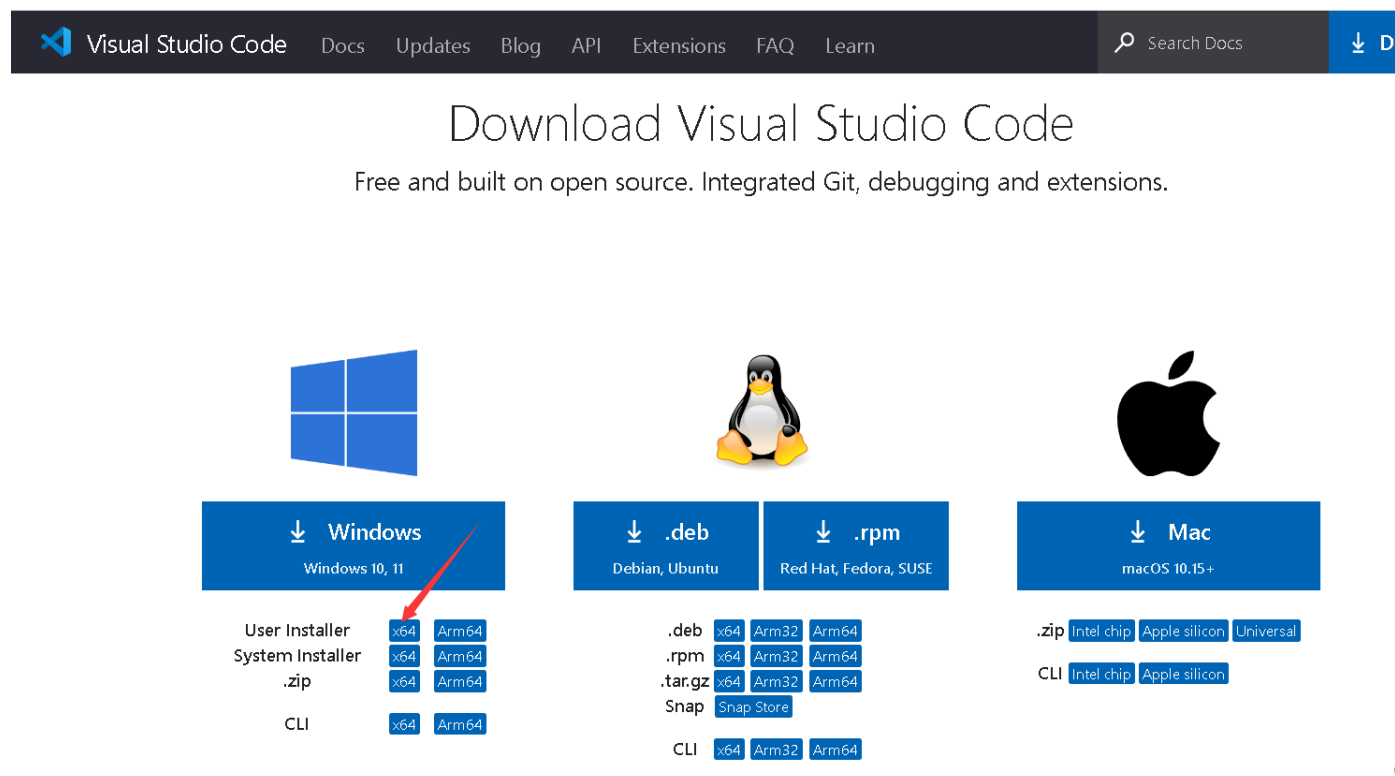 Visual Studio Code Docs Updates Blog API Extensions FAQ Learn Search Docs D
Download Visual Studio Code
Free and built on open source. Integrated Git, debugging and extensions.
Windows
Windows 10, 11
User Installer x64 Arm64
System Installer x64 Arm64
.zip x64 Arm64
CLI x64 Arm64
.deb
Debian, Ubuntu
.rpm
Red Hat, Fedora, SUSE
.deb x64 Arm32 Arm64
.rpm x64 Arm32 Arm64
.tar.gz x64 Arm32 Arm64
Snap Snap Store
CLI x64 Arm32 Arm64
Mac
macOS 10.15+
.zip Intel chip Apple silicon Universal
CLI Intel chip Apple silicon